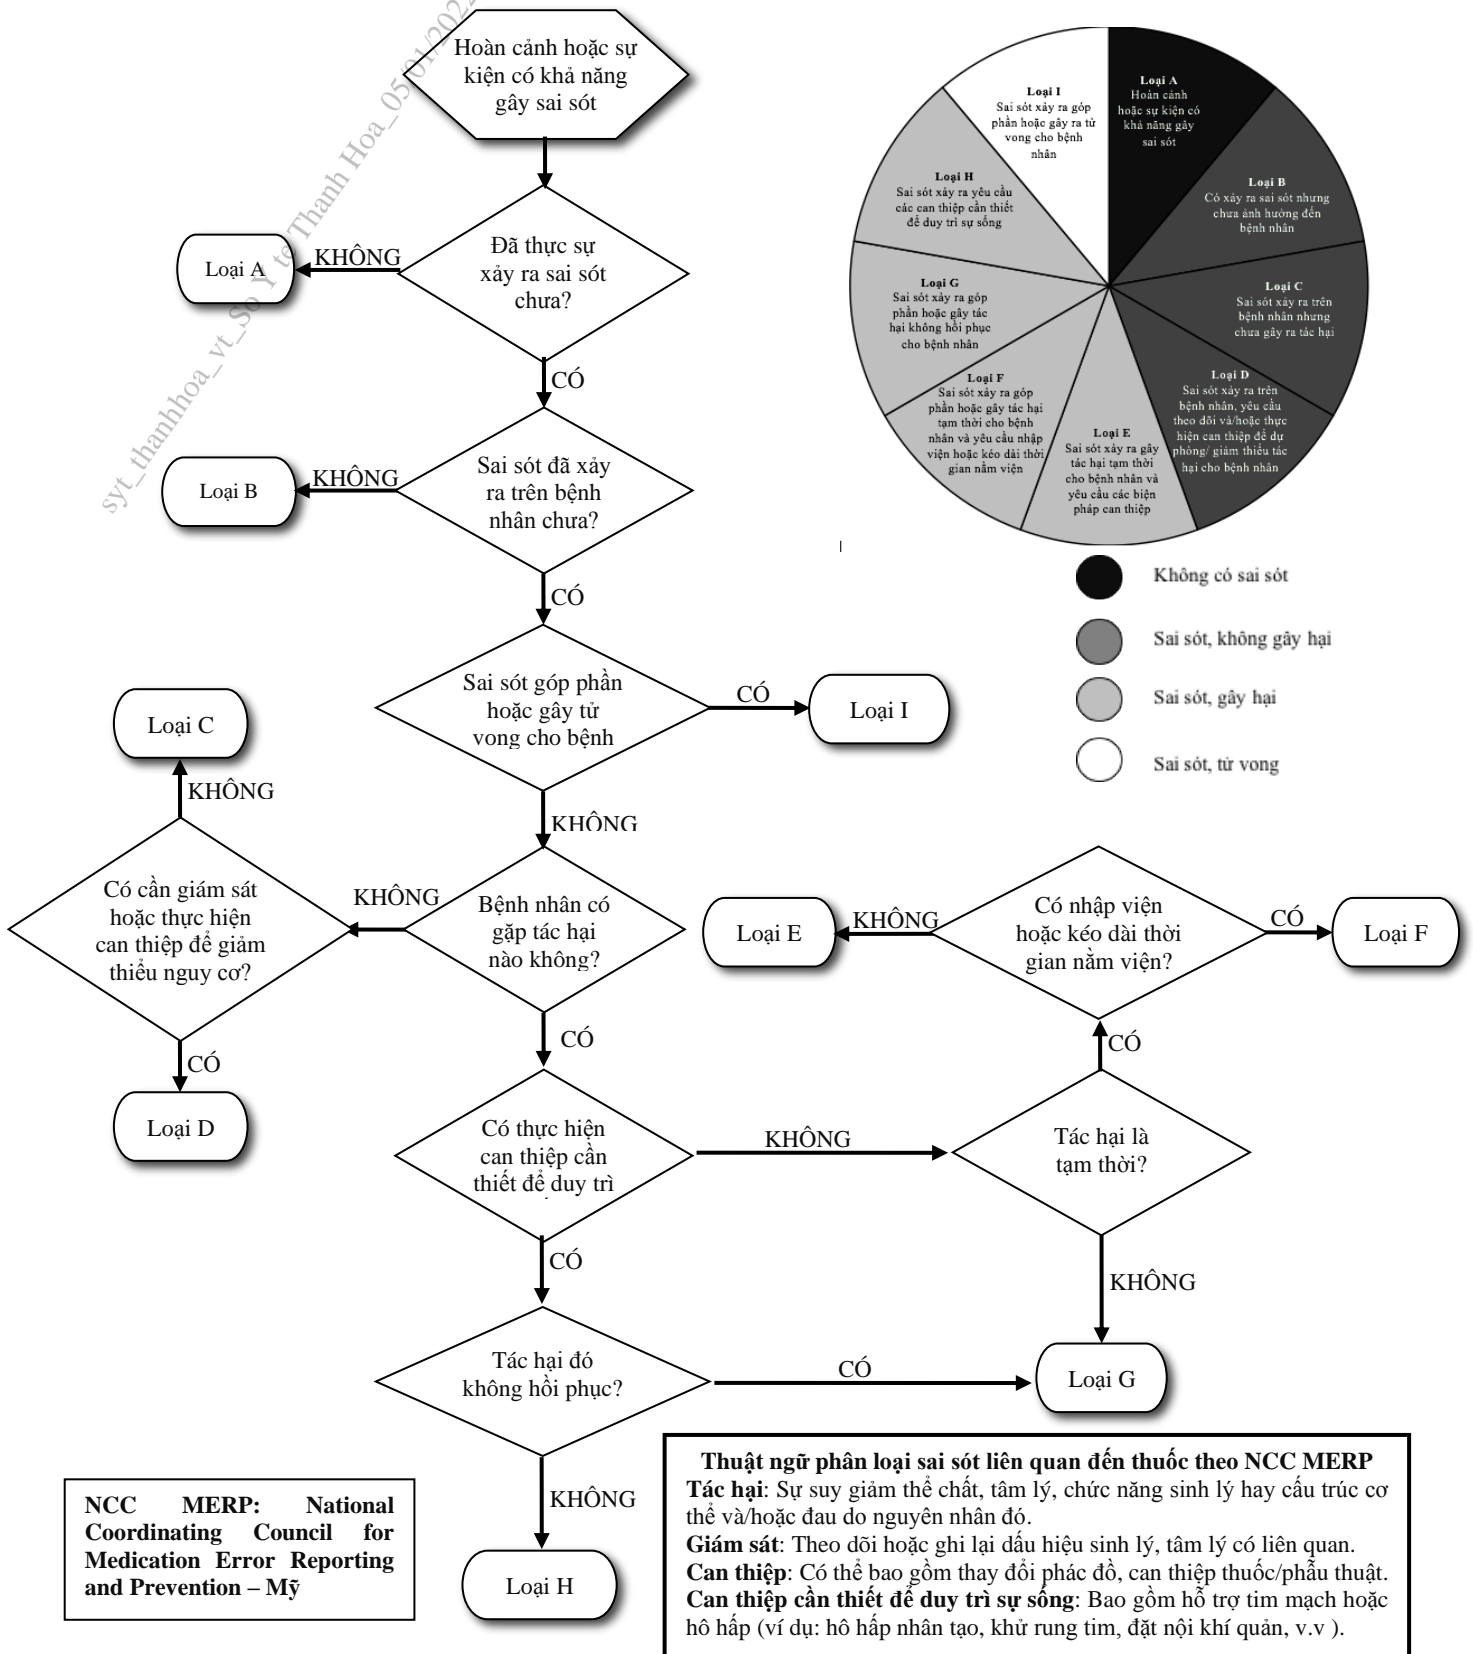 syt_thanhhoa_vt_So Y te Thanh Hoa_05/01/2022
Hoàn cảnh hoặc sự
kiện có khả năng
gây sai sót
Đã thực sự
xảy ra sai sót
chưa?
KHÔNG
Loại A
CÓ
Sai sót đã xảy
ra trên bệnh
nhân chưa?
KHÔNG
Loại B
CÓ
Sai sót góp phần
hoặc gây tử
vong cho bệnh
CÓ
Loại I
KHÔNG
Bệnh nhân có
gặp tác hại
nào không?
KHÔNG
Có cần giám sát
hoặc thực hiện
can thiệp để giảm
thiểu nguy cơ?
KHÔNG
Loại C
CÓ
Loại D
CÓ
Có thực hiện
can thiệp cần
thiết để duy trì
KHÔNG
Tác hại là
tạm thời?
CÓ
Có nhập viện
hoặc kéo dài thời
gian nằm viện?
KHÔNG
Loại E
CÓ
Loại F
KHÔNG
Loại G
CÓ
Tác hại đó
không hồi phục?
CÓ
KHÔNG
Loại H
Loại A
Hoàn cảnh
hoặc sự kiện có
khả năng gây
sai sót
Loại B
Có xảy ra sai sót nhưng
chưa ảnh hưởng đến
bệnh nhân
Loại C
Sai sót xảy ra trên
bệnh nhân nhưng
chưa gây ra tác hại
Loại D
Sai sót xảy ra trên
bệnh nhân, yêu cầu
theo dõi và/hoặc thực
hiện can thiệp để dự
phòng/ giảm thiểu tác
hại cho bệnh nhân
Loại E
Sai sót xảy ra gây
tác hại tạm thời
cho bệnh nhân và
yêu cầu các biện
pháp can thiệp
Loại F
Sai sót xảy ra góp
phần hoặc gây tác hại
tạm thời cho bệnh
nhân và yêu cầu nhập
viện hoặc kéo dài thời
gian nằm viện
Loại G
Sai sót xảy ra góp
phần hoặc gây tác
hại không hồi phục
cho bệnh nhân
Loại H
Sai sót xảy ra yêu cầu
các can thiệp cần thiết
để duy trì sự sống
Loại I
Sai sót xảy ra góp
phần hoặc gây ra tử
vong cho bệnh
nhân
Không có sai sót
Sai sót, không gây hại
Sai sót, gây hại
Sai sót, tử vong
NCC MERP: National
Coordinating Council for
Medication Error Reporting
and Prevention – Mỹ
Thuật ngữ phân loại sai sót liên quan đến thuốc theo NCC MERP
Tác hại: Sự suy giảm thể chất, tâm lý, chức năng sinh lý hay cấu trúc cơ
thể và/hoặc đau do nguyên nhân đó.
Giám sát: Theo dõi hoặc ghi lại dấu hiệu sinh lý, tâm lý có liên quan.
Can thiệp: Có thể bao gồm thay đổi phác đồ, can thiệp thuốc/phẫu thuật.
Can thiệp cần thiết để duy trì sự sống: Bao gồm hỗ trợ tim mạch hoặc
hô hấp (ví dụ: hô hấp nhân tạo, khử rung tim, đặt nội khí quản, v.v ).